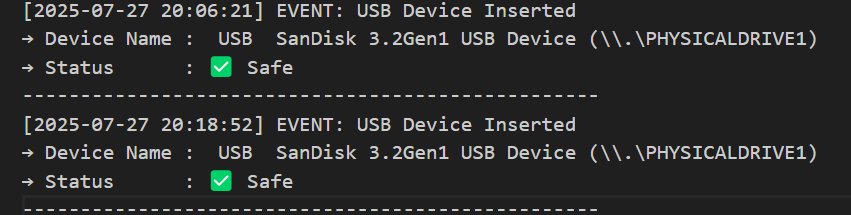 [2025-07-27 20:06:21] EVENT: USB Device Inserted
→ Device Name :  USB  SanDisk 3.2Gen1 USB Device (\\.\PHYSICALDRIVE1)
→ Status      : ✅ Safe
--------------------------------------------------
[2025-07-27 20:18:52] EVENT: USB Device Inserted
→ Device Name :  USB  SanDisk 3.2Gen1 USB Device (\\.\PHYSICALDRIVE1)
→ Status      : ✅ Safe
--------------------------------------------------